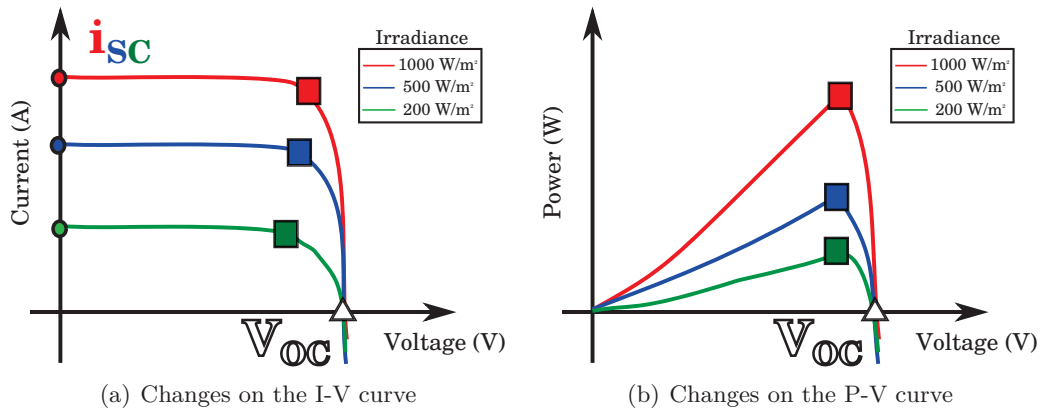 iSC
Irradiance
1000 W/m²
500 W/m²
200 W/m²
Current (A)
VOC
Voltage (V)
(a) Changes on the I-V curve
Irradiance
1000 W/m²
500 W/m²
200 W/m²
Power (W)
VOC
Voltage (V)
(b) Changes on the P-V curve